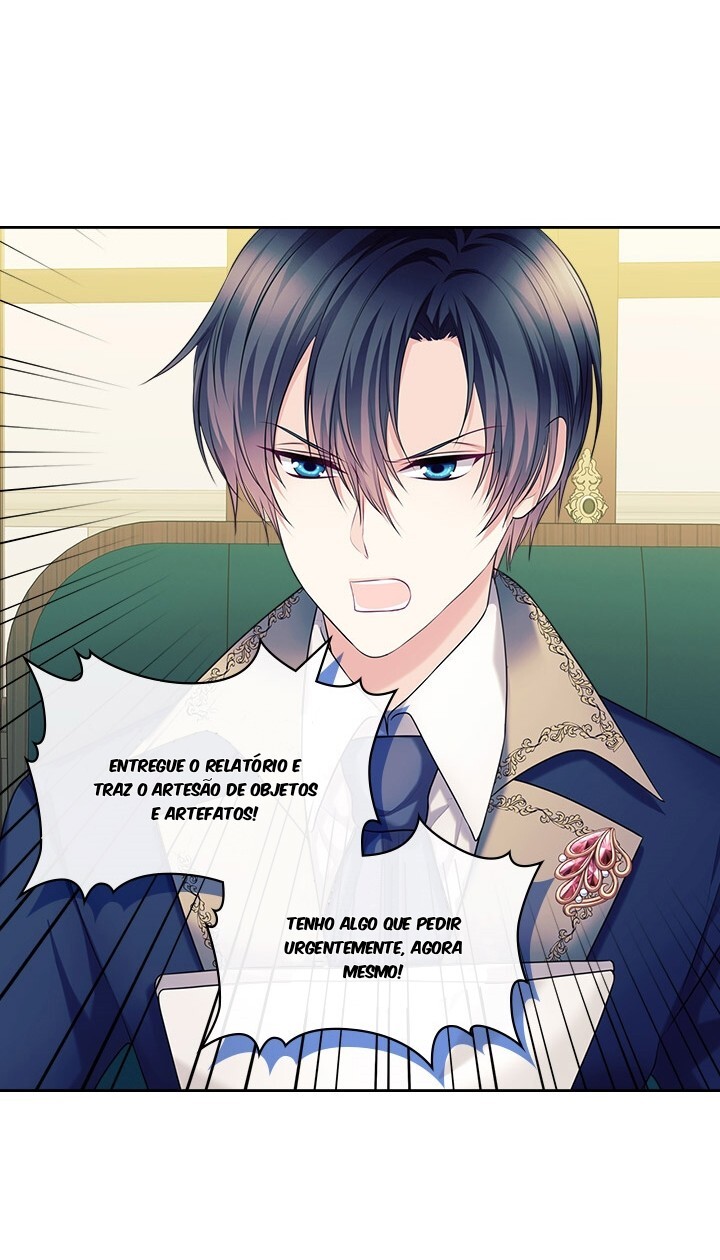 ENTREGUE O RELATÓRIO E
TRAZ O ARTESÃO DE OBJETOS
E ARTEFATOS!
TENHO ALGO QUE PEDIR
URGENTEMENTE, AGORA
MESMO!